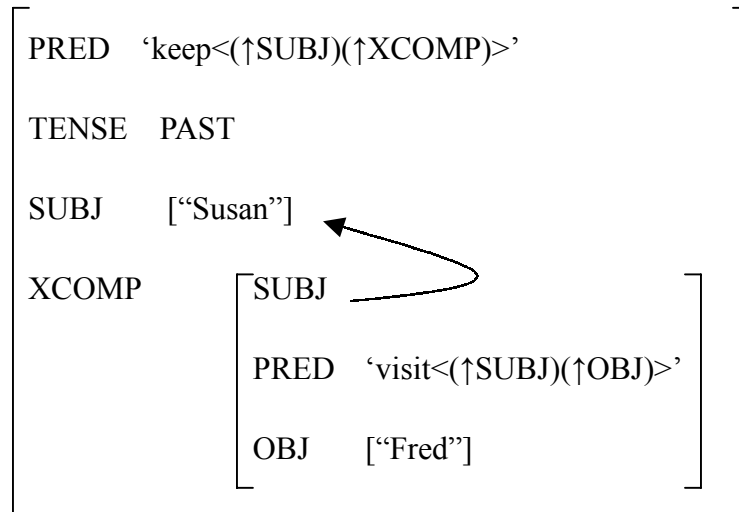 PRED ‘keep<(↑SUBJ)(↑XCOMP)>’
TENSE PAST
SUBJ [“Susan”]
XCOMP SUBJ
PRED ‘visit<(↑SUBJ)(↑OBJ)>’
OBJ [“Fred”]